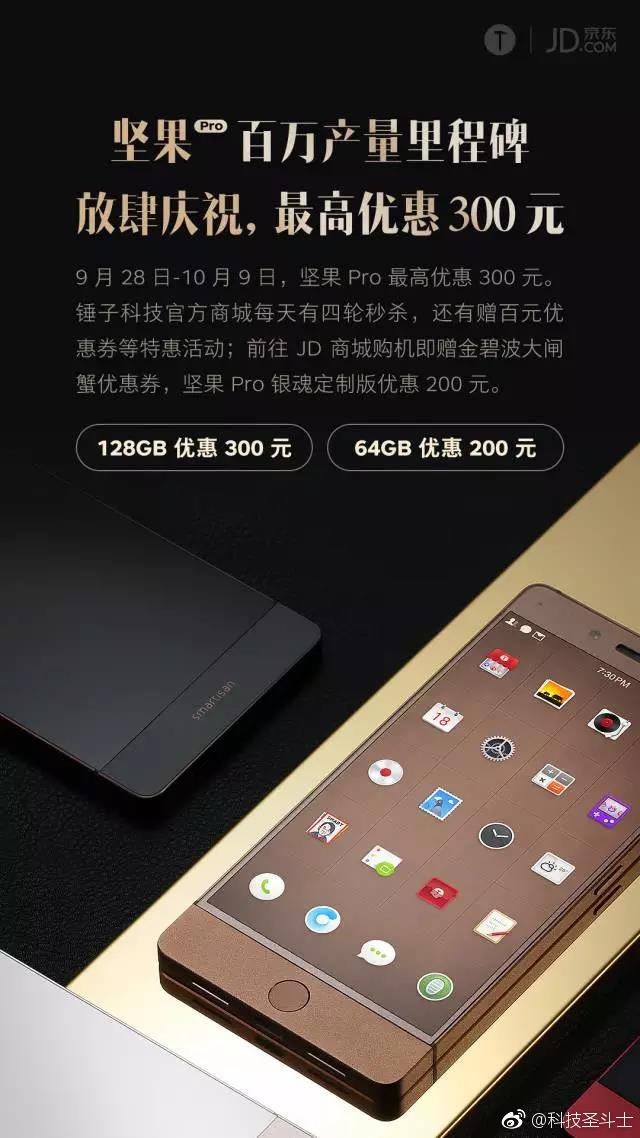 T | JD 京东 .COM
坚果Pro 百万产量里程碑
放肆庆祝，最高优惠 300 元
9 月 28 日-10 月 9 日，坚果 Pro 最高优惠 300 元。
锤子科技官方商城每天有四轮秒杀，还有赠百元优
惠券等特惠活动；前往 JD 商城购机即赠金碧波大闸
蟹优惠券，坚果 Pro 银魂定制版优惠 200 元。
128GB 优惠 300 元
64GB 优惠 200 元
smartisan
7:30PM
18
@科技圣斗士